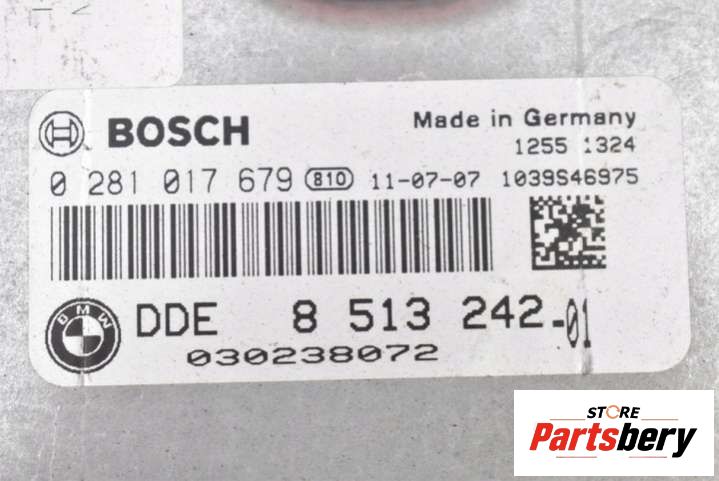 BOSCH
Made in Germany
1255 1324
0 281 017 679 810 11-07-07 1039S46975
BMW
DDE 8 513 242-01
030238072
STORE
Partsbery